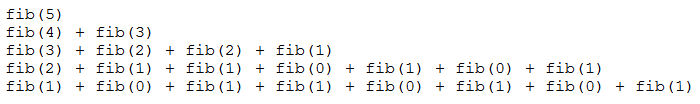 fib(5)
fib(4) + fib(3)
fib(3) + fib(2) + fib(2) + fib(1)
fib(2) + fib(1) + fib(1) + fib(0) + fib(1) + fib(0) + fib(1)
fib(1) + fib(0) + fib(1) + fib(1) + fib(0) + fib(1) + fib(0) + fib(1)